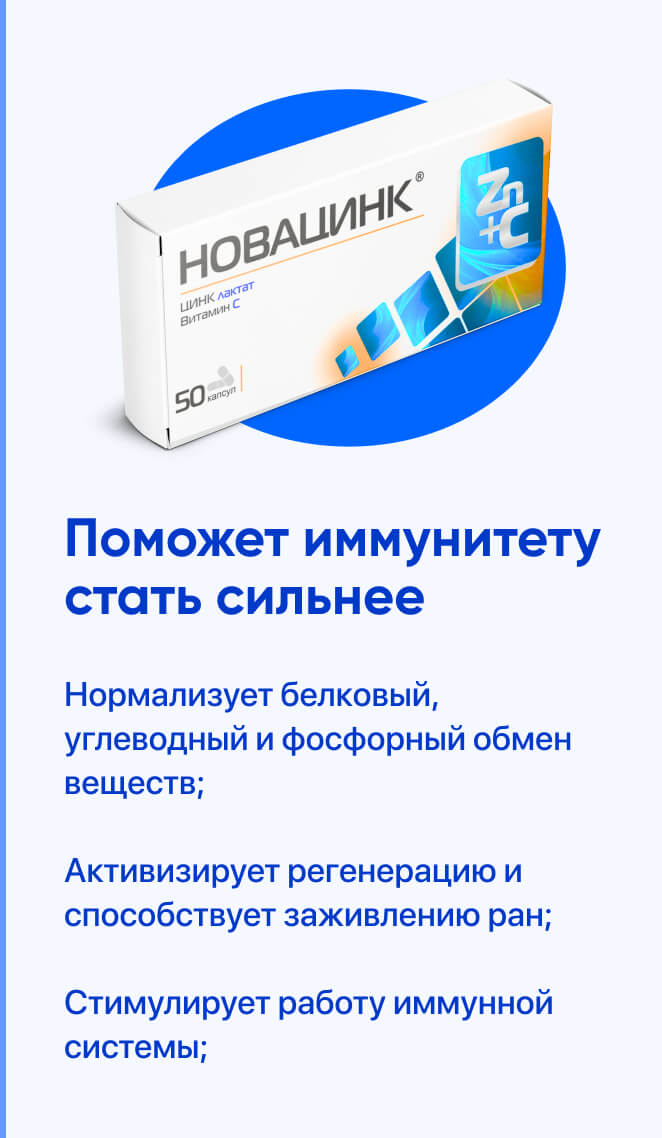 НОВАЦИНК®
ЦИНК лактат
Витамин С
50 капсул
Zn
+C
Поможет иммунитету
стать сильнее
Нормализует белковый,
углеводный и фосфорный обмен
веществ;
Активизирует регенерацию и
способствует заживлению ран;
Стимулирует работу иммунной
системы;